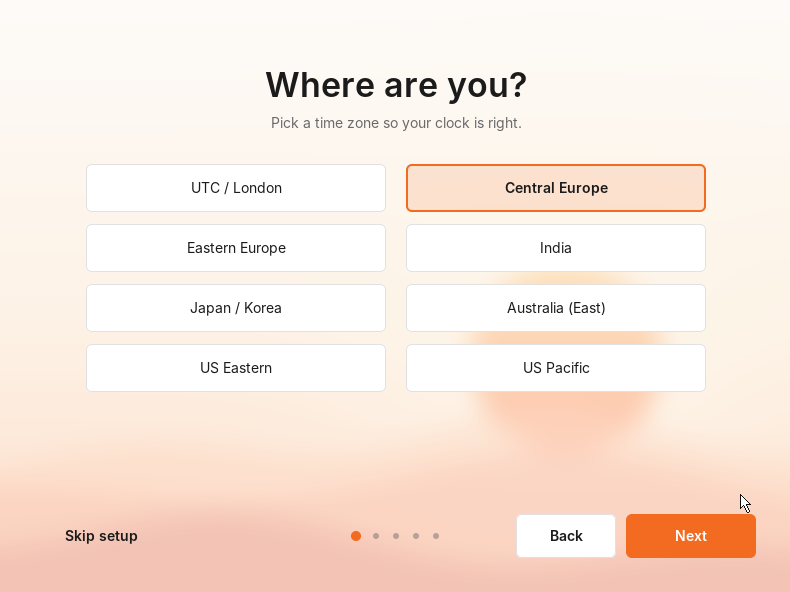 Where are you?
Pick a time zone so your clock is right.
UTC / London
Central Europe
Eastern Europe
India
Japan / Korea
Australia (East)
US Eastern
US Pacific
Skip setup
Back
Next